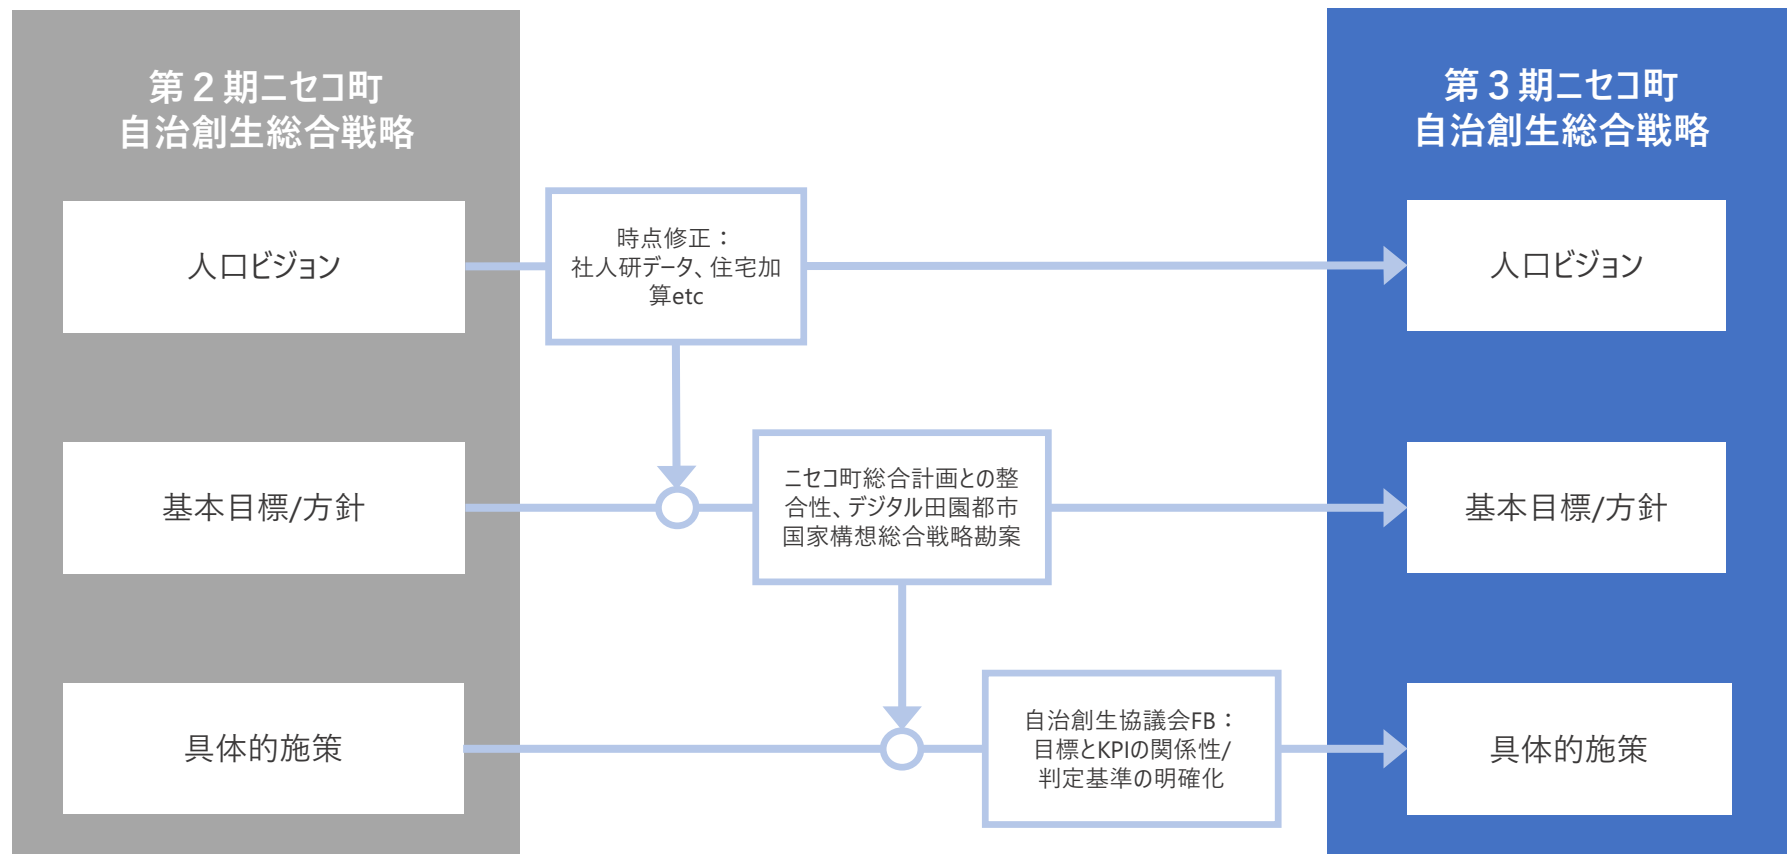 第２期ニセコ町
自治創生総合戦略
人口ビジョン
基本目標/方針
具体的施策
時点修正：
社人研データ、住宅加
算etc
ニセコ町総合計画との整
合性、デジタル田園都市
国家構想総合戦略勘案
自治創生協議会FB：
目標とKPIの関係性/
判定基準の明確化
第３期ニセコ町
自治創生総合戦略
人口ビジョン
基本目標/方針
具体的施策